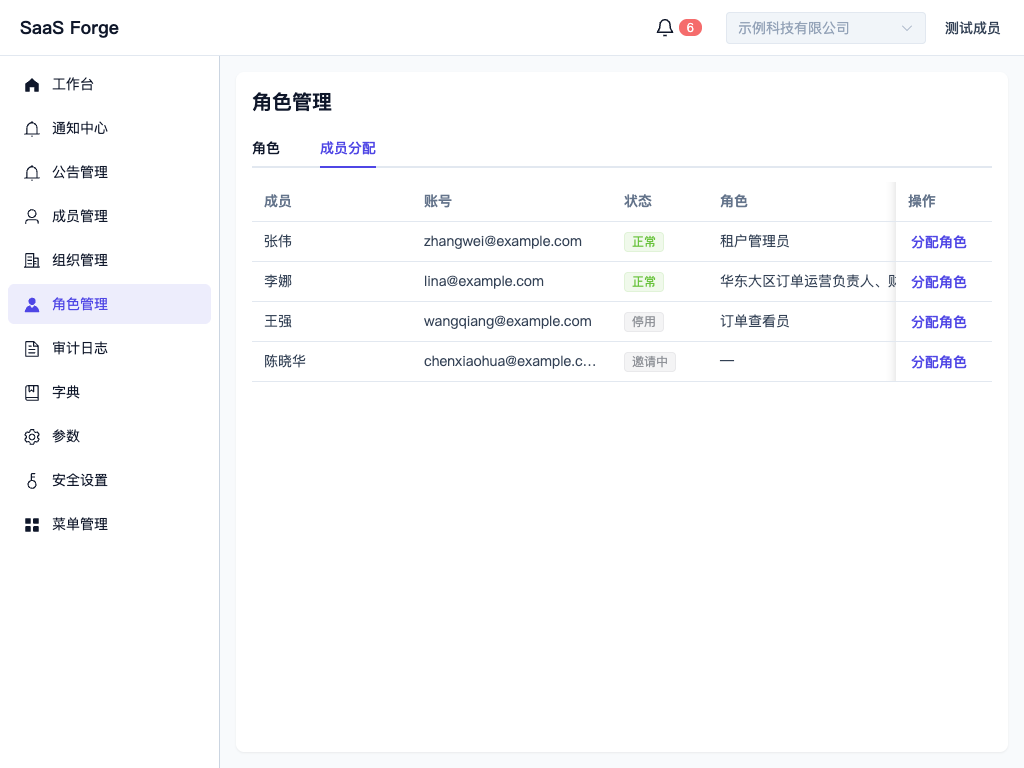 SaaS Forge
6
示例科技有限公司
测试成员
工作台
通知中心
公告管理
成员管理
组织管理
角色管理
审计日志
字典
参数
安全设置
菜单管理
角色管理
角色 成员分配
成员 账号 状态 角色 操作
张伟 zhangwei@example.com 正常 租户管理员 分配角色
李娜 lina@example.com 正常 华东大区订单运营负责人、 分配角色
王强 wangqiang@example.com 停用 订单查看员 分配角色
陈晓华 chenxiaohua@example.c... 邀请中 — 分配角色